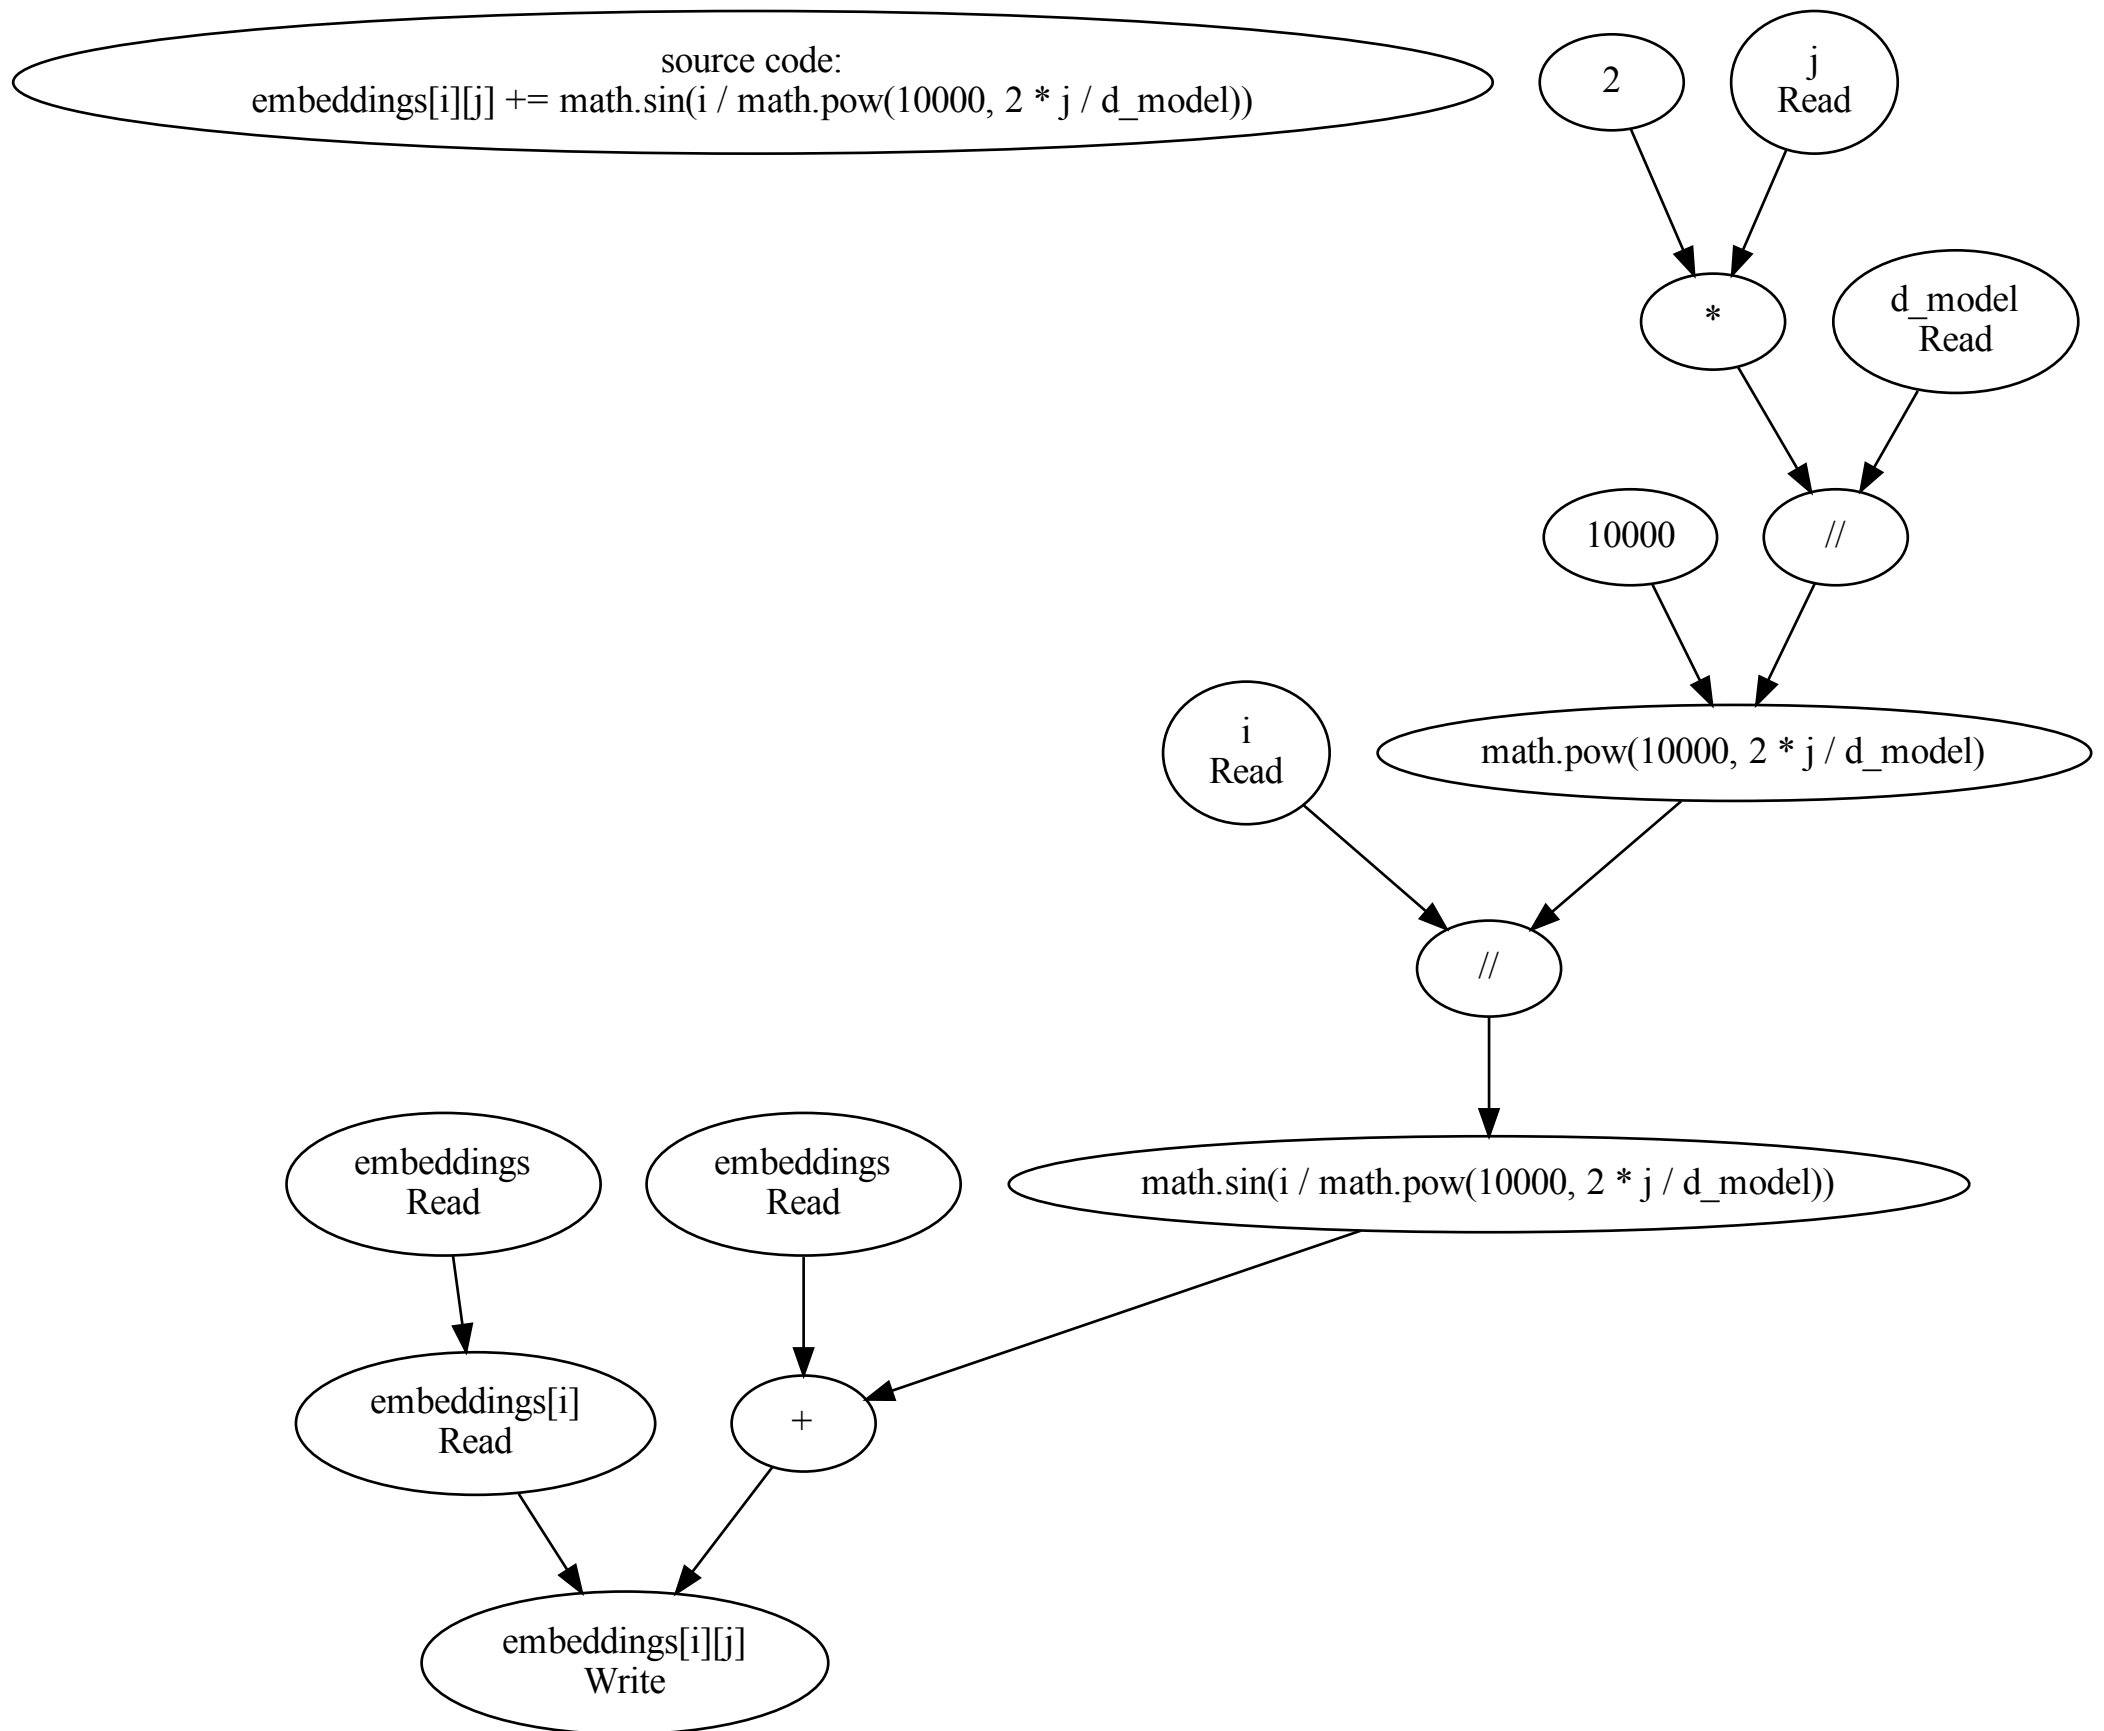 source code:
embeddings[i][j] += math.sin(i / math.pow(10000, 2 * j / d_model))
2
j
Read
*
d_model
Read
10000
//
i
Read
math.pow(10000, 2 * j / d_model)
//
embeddings
Read
embeddings
Read
math.sin(i / math.pow(10000, 2 * j / d_model))
embeddings[i]
Read
+
embeddings[i][j]
Write